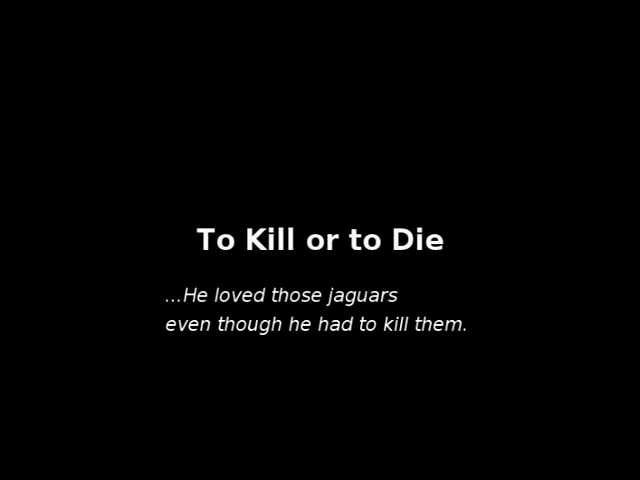 To Kill or to Die
...He loved those jaguars
even though he had to kill them.